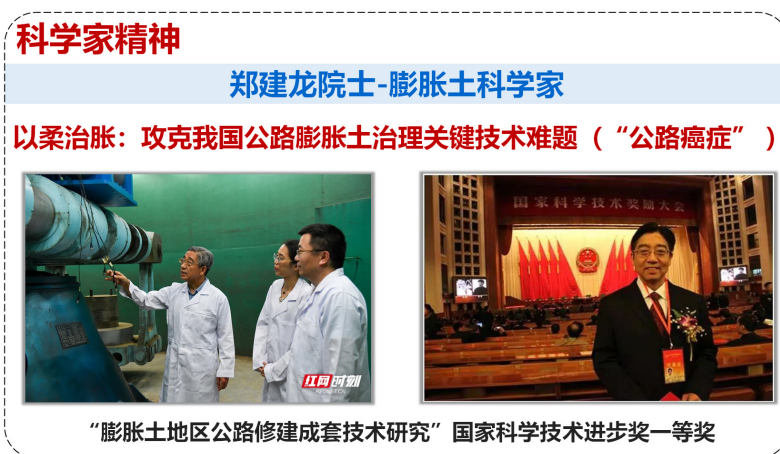 科学家精神
郑建龙院士-膨胀土科学家
以柔治胀：攻克我国公路膨胀土治理关键技术难题（“公路癌症”）
国家科学技术奖励大会
红网时刻
“膨胀土地区公路修建成套技术研究”国家科学技术进步奖一等奖